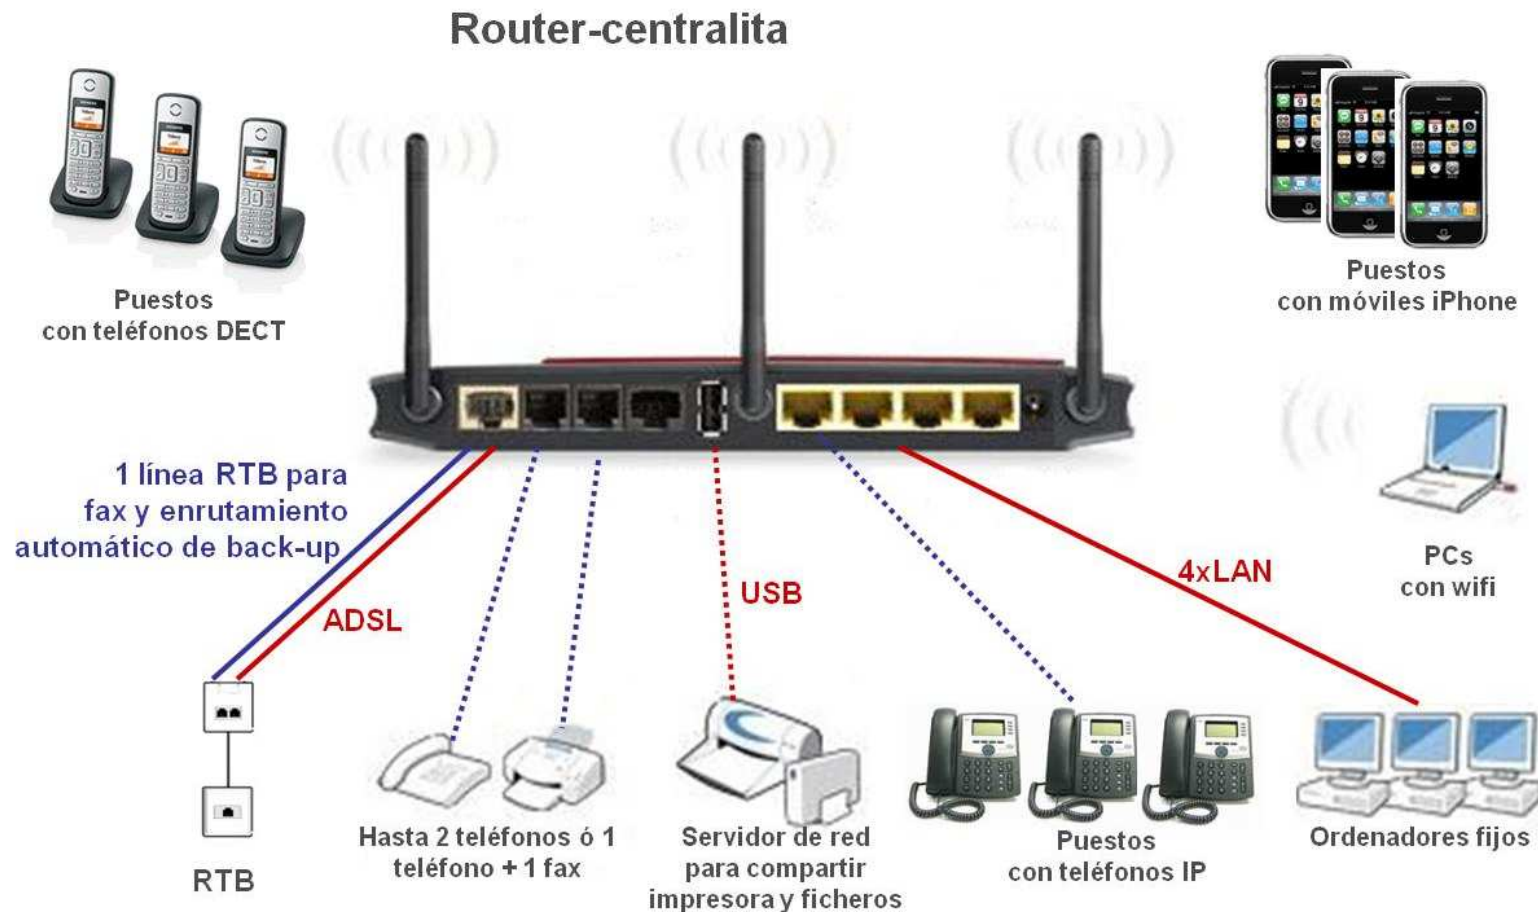 Router-centralita
Puestos
con teléfonos DECT
Puestos
con móviles iPhone
1 línea RTB para
fax y enrutamiento
automático de back-up
ADSL
USB
4xLAN
PCs
con wifi
RTB
Hasta 2 teléfonos ó 1
teléfono + 1 fax
Servidor de red
para compartir
impresora y ficheros
Puestos
con teléfonos IP
Ordenadores fijos